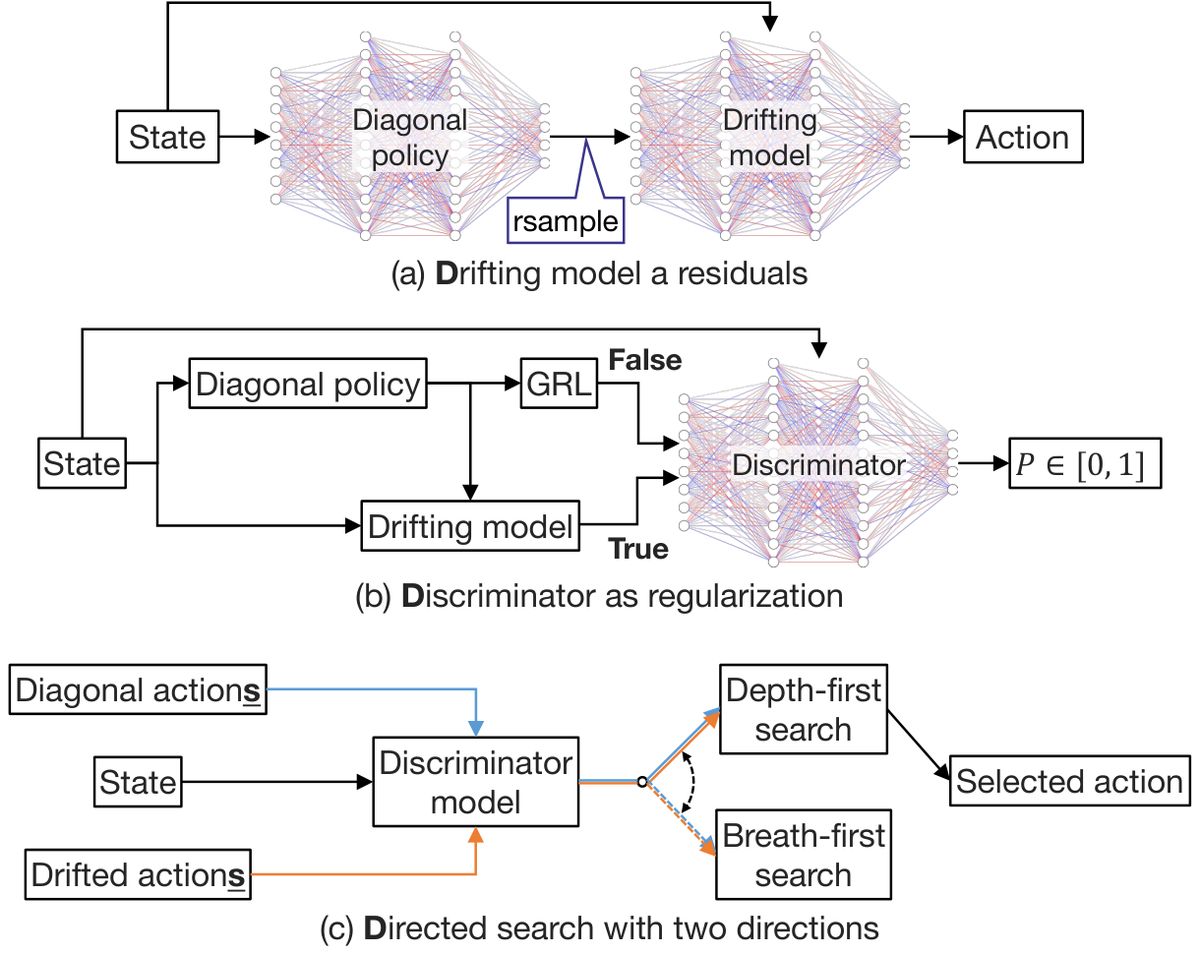 State
Diagonal
policy
rsample
Drifting
model
Action
(a) Drifting model a residuals
State
Diagonal policy
GRL
False
Drifting model
True
Discriminator
P ∈ [0, 1]
(b) Discriminator as regularization
Diagonal actions
State
Drifted actions
Discriminator
model
Depth-first
search
Breath-first
search
Selected action
(c) Directed search with two directions